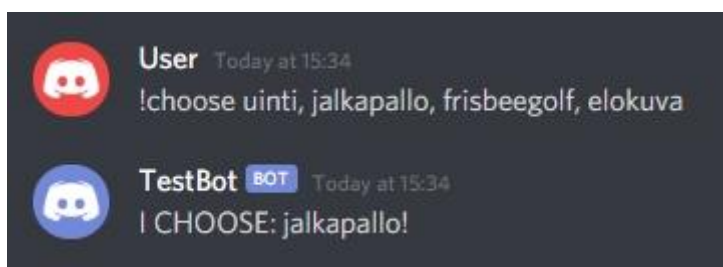 User Today at 15:34
!choose uinti, jalkapallo, frisbeegolf, elokuva
TestBot BOT Today at 15:34
I CHOOSE: jalkapallo!